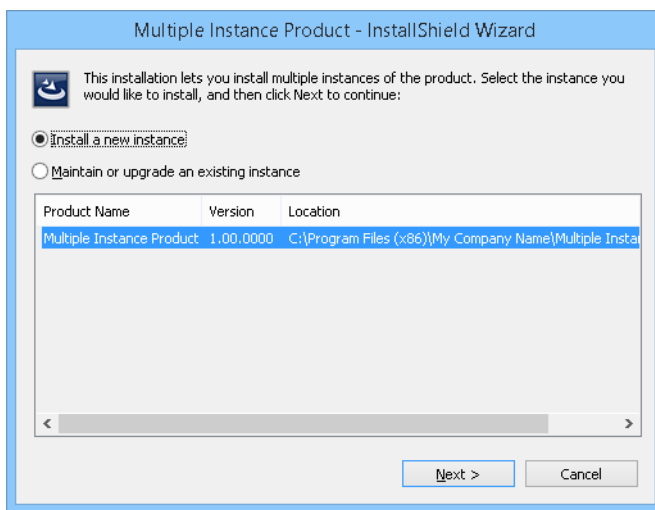 Multiple Instance Product - InstallShield Wizard
This installation lets you install multiple instances of the product. Select the instance you
would like to install, and then click Next to continue:
Install a new instance
Maintain or upgrade an existing instance
Product Name Version Location
Multiple Instance Product 1.00.0000 C:\Program Files (x86)\My Company Name\Multiple Instar
Next > Cancel